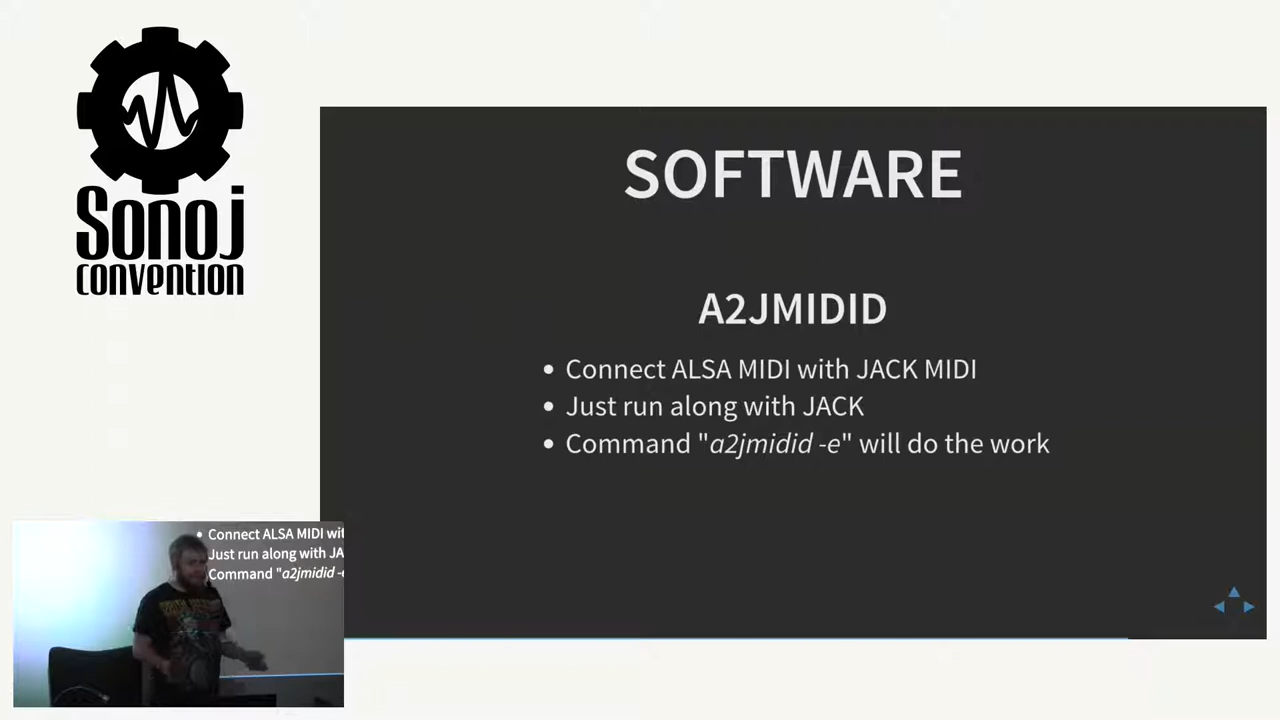 Sonoj
convention
SOFTWARE
A2JMIDID
• Connect ALSA MIDI with JACK MIDI
• Just run along with JACK
• Command "a2jmidid -e" will do the work
• Connect ALSA MIDI wit
Just run along with JA
Command "a2jmidid -e